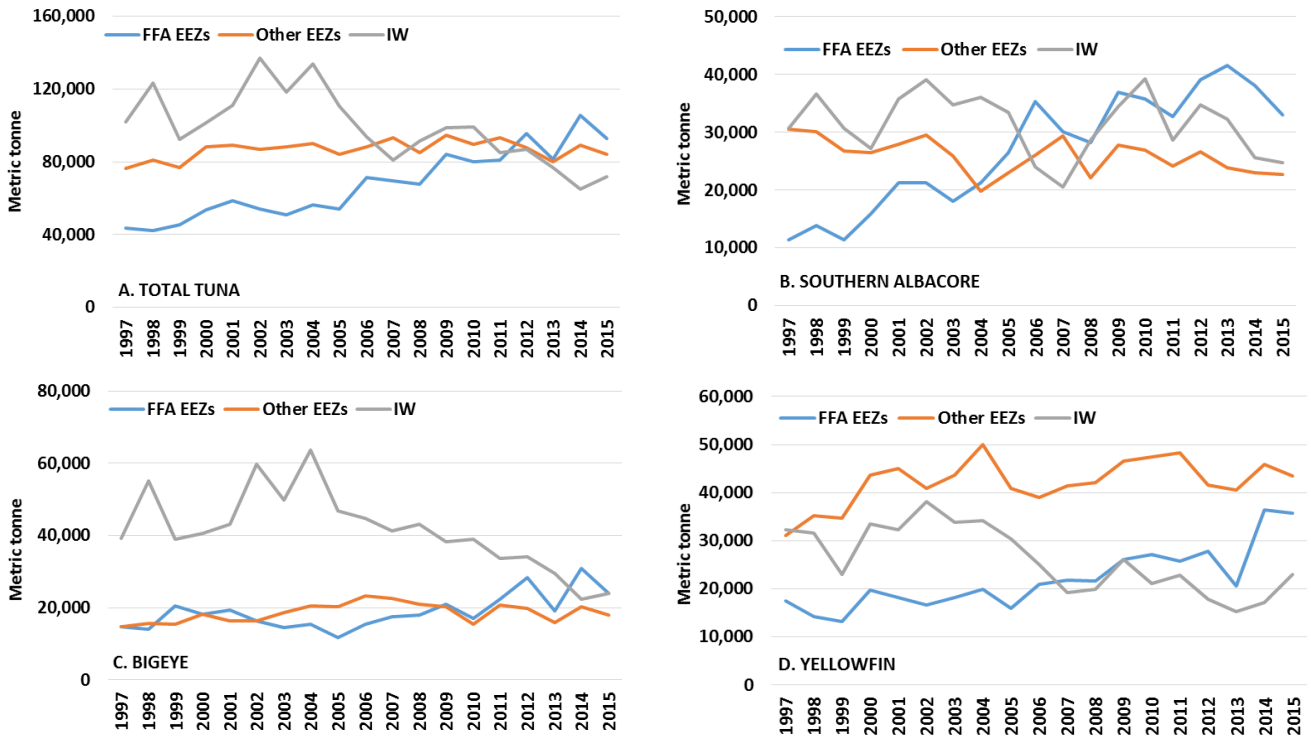 160,000
FFA EEZs Other EEZs IW
120,000
80,000
40,000
0
Metric tonne
A. TOTAL TUNA
1997 1998 1999 2000 2001 2002 2003 2004 2005 2006 2007 2008 2009 2010 2011 2012 2013 2014 2015
50,000
FFA EEZs Other EEZs IW
40,000
30,000
20,000
10,000
0
Metric tonne
B. SOUTHERN ALBACORE
1997 1998 1999 2000 2001 2002 2003 2004 2005 2006 2007 2008 2009 2010 2011 2012 2013 2014 2015
80,000
FFA EEZs Other EEZs IW
60,000
40,000
20,000
0
Metric tonne
C. BIGEYE
1997 1998 1999 2000 2001 2002 2003 2004 2005 2006 2007 2008 2009 2010 2011 2012 2013 2014 2015
60,000
FFA EEZs Other EEZs IW
50,000
40,000
30,000
20,000
10,000
0
Metric tonne
D. YELLOWFIN
1997 1998 1999 2000 2001 2002 2003 2004 2005 2006 2007 2008 2009 2010 2011 2012 2013 2014 2015